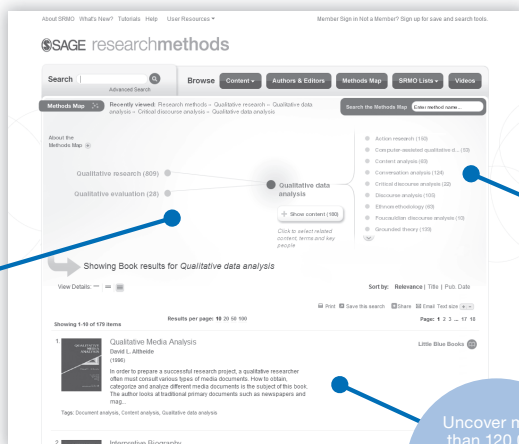 About SRMO What's New? Tutorials Help User Resources
Member Sign in Not a Member? Sign up for save and search tools.
SAGE researchmethods
Search
Advanced Search
Browse Content Authors & Editors Methods Map SRMO Lists Videos
Methods Map
Recently viewed: Research methods – Qualitative research – Qualitative data
analysis – Critical discourse analysis – Qualitative data analysis
Search the Methods Map Enter method name...
About the
Methods Map
Qualitative research (809)
Qualitative evaluation (28)
Qualitative data
analysis
+ Show content (180)
Click to select related
content, terms and key
people
Action research (190)
Computer-assisted qualitative d...
Content analysis
Conversation analysis (124)
Critical discourse analysis (22)
Discourse analysis
Ethnomethodology
Foucauldian discourse analysis
Grounded theory
Showing Book results for Qualitative data analysis
View Details:
Sort by: Relevance | Title | Pub. Date
Print Save this search Share Email Text size + -
Showing 1-10 of 179 items
Results per page: 10 20 50 100
Page: 1 2 3 ... 17 18
1.
QUALITATIVE
MEDIA
ANALYSIS
Qualitative Media Analysis
David L. Altheide
(1996)
Little Blue Books
In order to prepare a successful research project, a qualitative researcher
often must consult various types of media documents. How to obtain,
categorize and analyze different media documents is the subject of this book.
The author looks at traditional primary documents such as newspapers and
mag...
Tags: Document analysis, Content analysis, Qualitative data analysis
2.
Interpretive Biography
Uncover
than 120